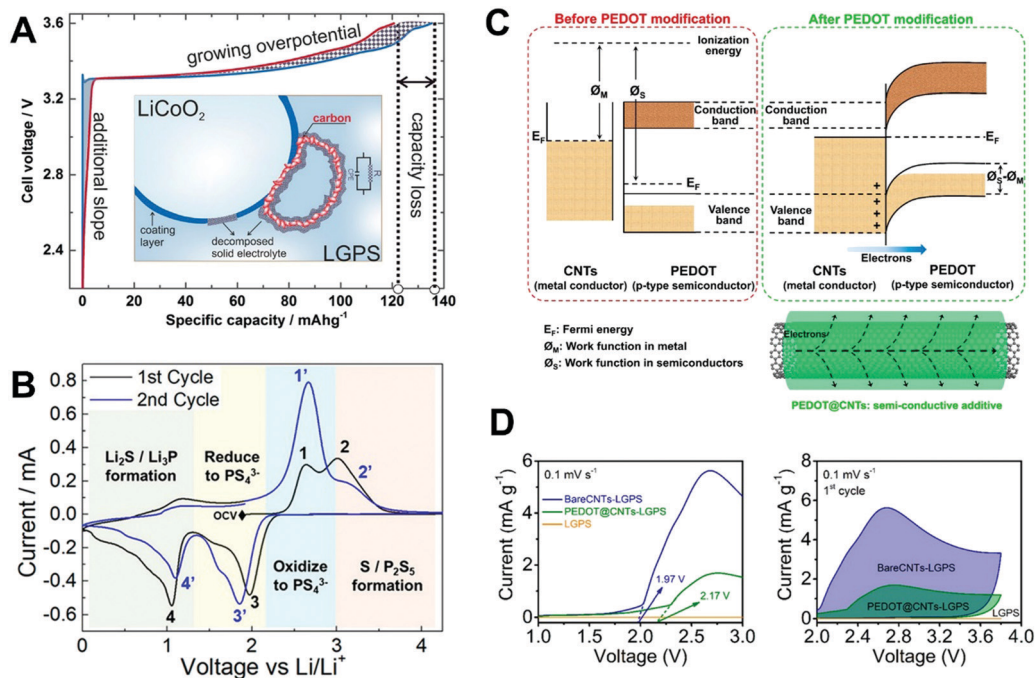 A
3.6
3.3
3.0
2.7
2.4
Cell voltage / V
growing overpotential
additional slope
capacity loss
LiCoO2
carbon
R
CPE
coating
layer
decomposed
solid electrolyte
LGPS
0 20 40 60 80 100 120 140
Specific capacity / mAhg-1
B
0.8
0.6
0.4
0.2
0.0
-0.2
-0.4
-0.6
Current / mA
1st Cycle
2nd Cycle
Li2S / Li3P
formation
Reduce
to PS4^3-
1'
1
2
2'
OCV
4'
4
3'
3
Oxidize
to PS4^3-
S / P2S5
formation
0 1 2 3 4
Voltage vs Li/Li+
C
Before PEDOT modification
Ionization
energy
ØM
ØS
Conduction
band
EF
EF
Valence
band
CNTs
(metal conductor)
PEDOT
(p-type semiconductor)
After PEDOT modification
Conduction
band
EF
ØS-ØM
Valence
band
+
+
+
+
Electrons
CNTs
(metal conductor)
PEDOT
(p-type semiconductor)
EF: Fermi energy
ØM: Work function in metal
ØS: Work function in semiconductors
Electrons
PEDOT@CNTs: semi-conductive additive
D
6
4
2
0
Current (mA g-1)
0.1 mV s-1
BareCNTs-LGPS
PEDOT@CNTs-LGPS
LGPS
1.97 V
2.17 V
1.0 1.5 2.0 2.5 3.0
Voltage (V)
8
6
4
2
0
Current (mA g-1)
0.1 mV s-1
1st cycle
BareCNTs-LGPS
PEDOT@CNTs-LGPS
LGPS
2.0 2.4 2.8 3.2 3.6 4.0
Voltage (V)